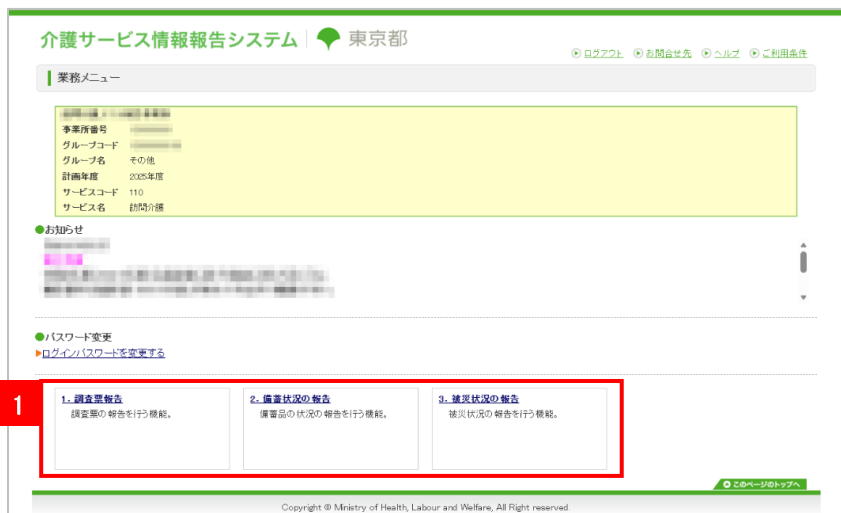 介護サービス情報報告システム 東京都
ログアウト お問合せ先 ヘルプ ご利用条件
業務メニュー
事業所番号
グループコード
グループ名 その他
計画年度 2025年度
サービスコード 110
サービス名 訪問介護
●お知らせ
●パスワード変更
ログインパスワードを変更する
1
1. 調査票報告
調査票の報告を行う機能。
2. 備蓄状況の報告
備蓄品の状況の報告を行う機能。
3. 被災状況の報告
被災状況の報告を行う機能。
このページのトップへ
Copyright © Ministry of Health, Labour and Welfare, All Right reserved.